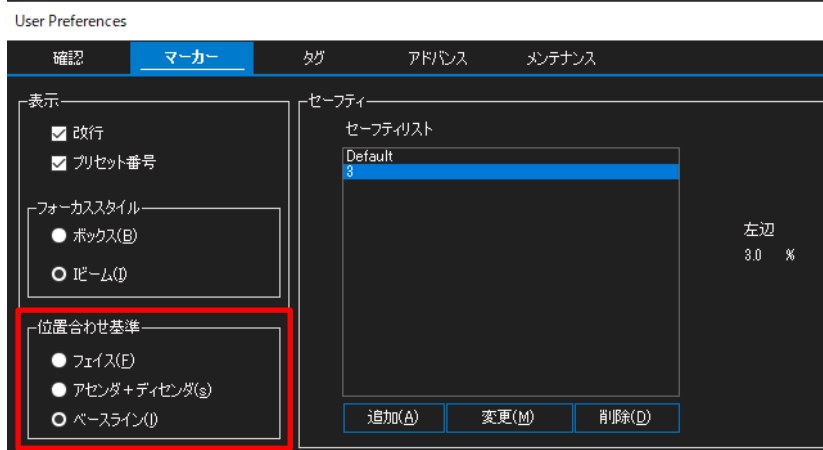 User Preferences
確認 マーカー タグ アドバンス メンテナンス
表示
改行
プリセット番号
フォーカススタイル
ボックス(B)
Iビーム(I)
位置合わせ基準
フェイス(F)
アセンダ+ディセンダ(s)
ベースライン(l)
セーフティ
セーフティリスト
Default
3
左辺
3.0 %
追加(A) 変更(M) 削除(D)